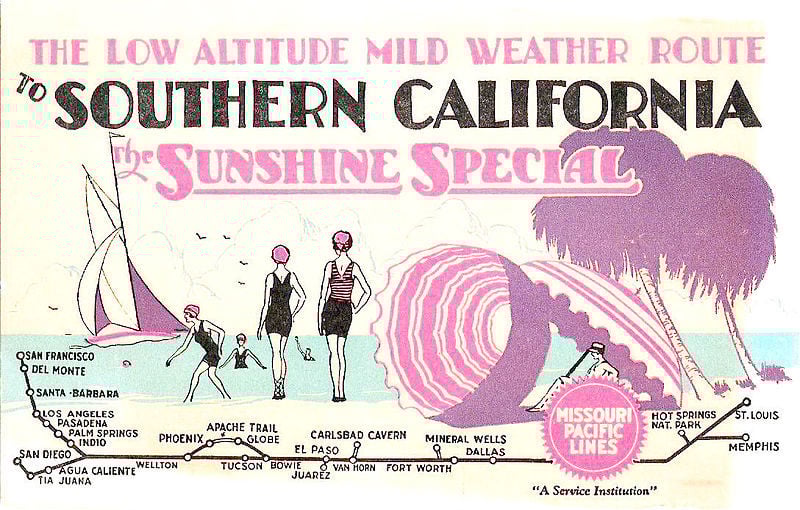 THE LOW ALTITUDE MILD WEATHER ROUTE
TO SOUTHERN CALIFORNIA
The SUNSHINE SPECIAL
SAN FRANCISCO
DEL MONTE
SANTA-BARBARA
LOS ANGELES
PASADENA
PALM SPRINGS
INDIO
SAN DIEGO
AGUA CALIENTE
TIA JUANA
WELLTON
PHOENIX
APACHE TRAIL
GLOBE
TUCSON
BOWIE
EL PASO
JUAREZ
CARLSBAD CAVERN
VAN HORN
FORT WORTH
MINERAL WELLS
DALLAS
MISSOURI
PACIFIC
LINES
HOT SPRINGS
NAT. PARK
ST. LOUIS
MEMPHIS
"A Service Institution"